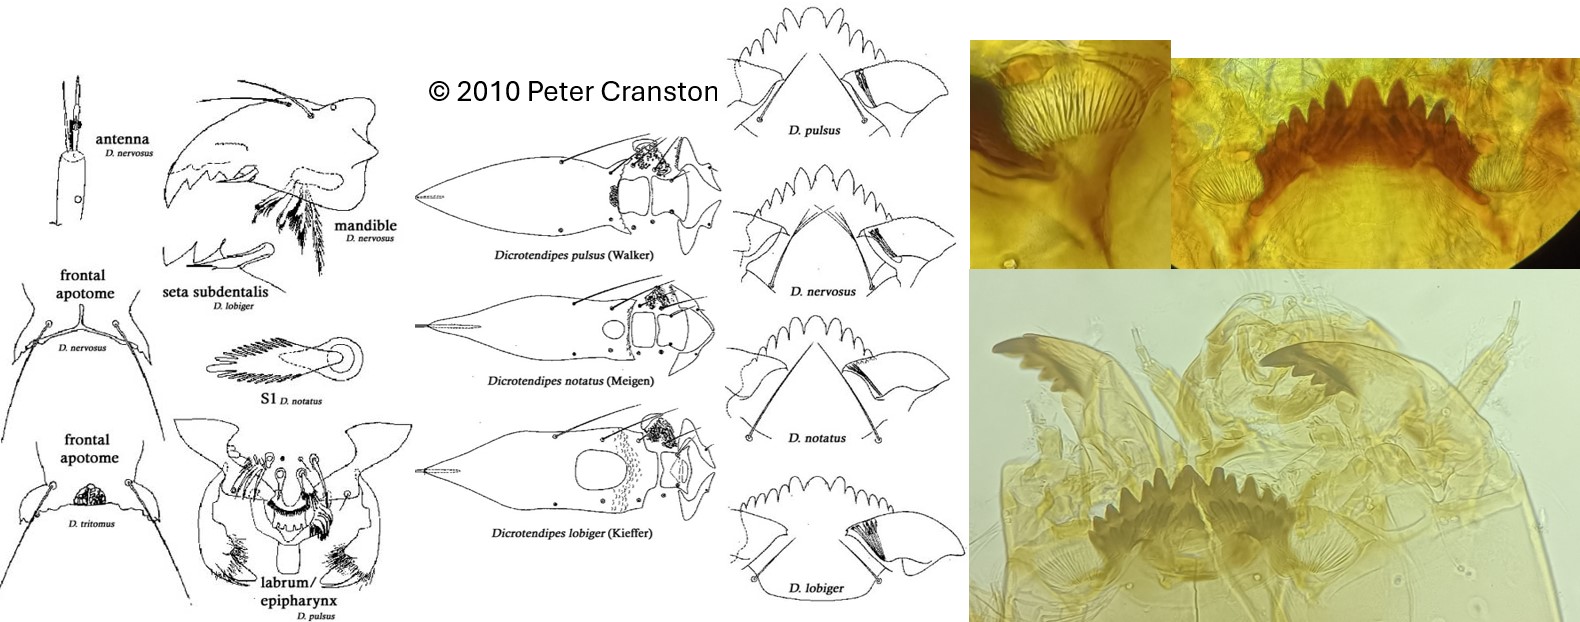 © 2010 Peter Cranston
antenna
D. nervosus
mandible
D. nervosus
seta subdentalis
D. lobiger
frontal
apotome
D. nervosus
S1 D. notatus
frontal
apotome
D. tritomus
labrum/
epipharynx
D. pulsus
Dicrotendipes pulsus (Walker)
Dicrotendipes notatus (Meigen)
Dicrotendipes lobiger (Kieffer)
D. pulsus
D. nervosus
D. notatus
D. lobiger